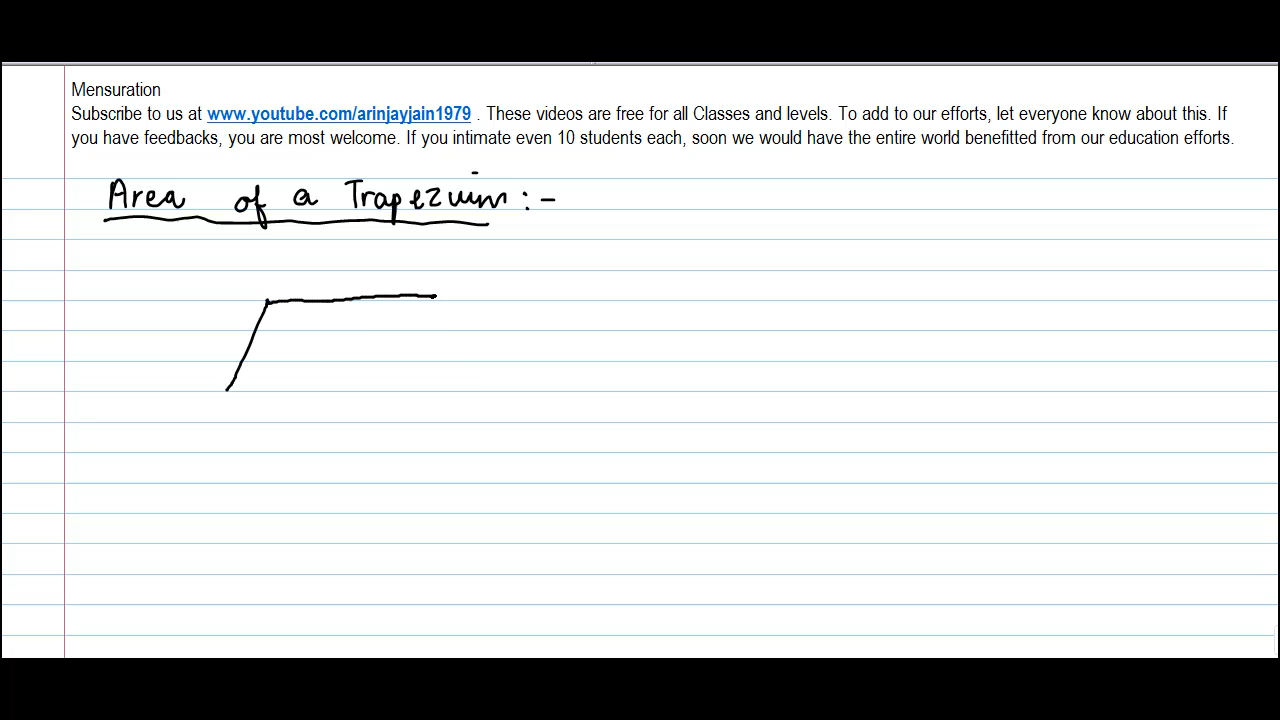 Mensuration
Subscribe to us at www.youtube.com/arinjayjain1979 . These videos are free for all Classes and levels. To add to our efforts, let everyone know about this. If
you have feedbacks, you are most welcome. If you intimate even 10 students each, soon we would have the entire world benefitted from our education efforts.
Area of a Trapezuim :-